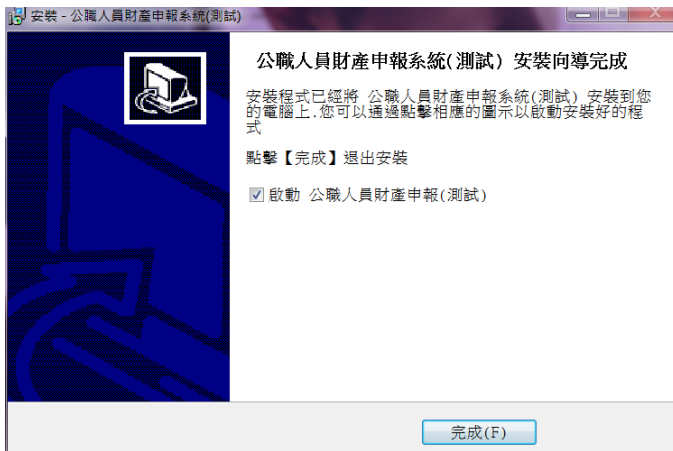 安裝 - 公職人員財產申報系統(測試)
公職人員財產申報系統(測試) 安裝向導完成
安裝程式已經將 公職人員財產申報系統(測試) 安裝到您
的電腦上.您可以通過點擊相應的圖示以啟動安裝好的程
式
點擊【完成】退出安裝
啟動 公職人員財產申報(測試)
完成(F)